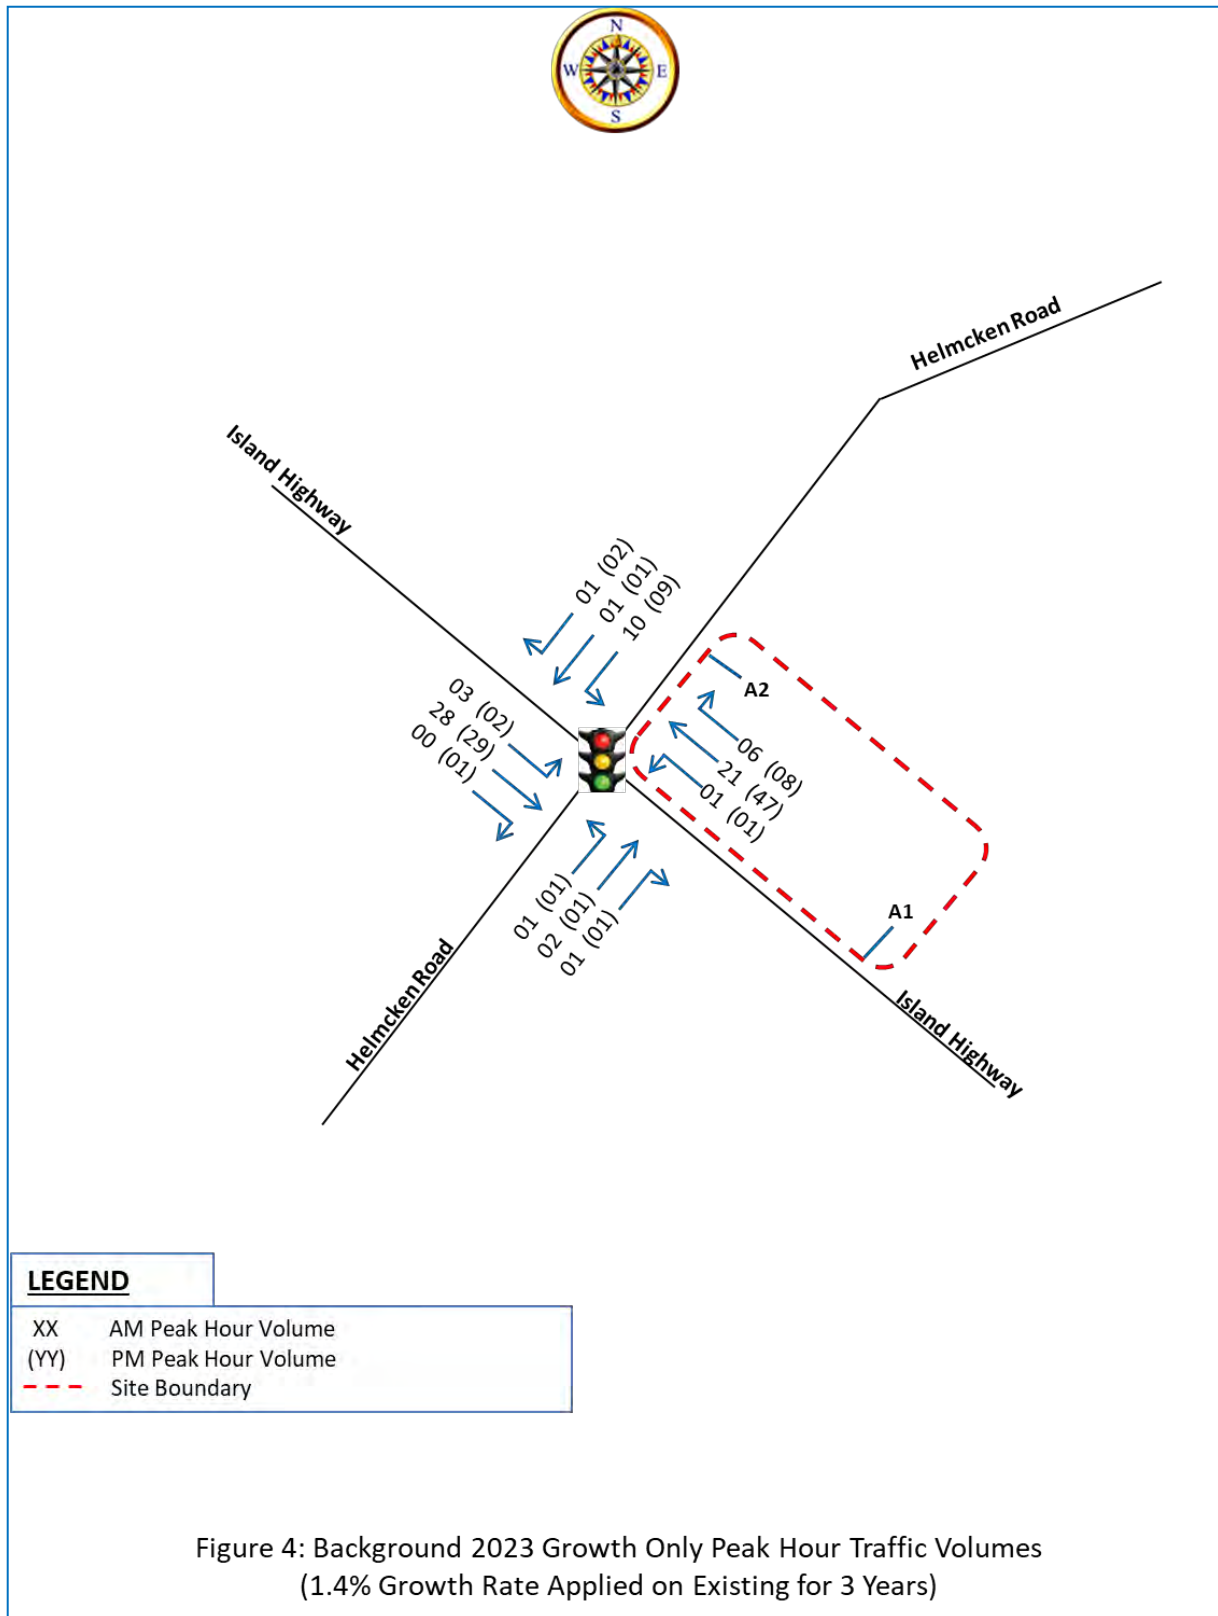 N
W E
S
Helmcken Road
Island Highway
01 (02)
01 (01)
10 (09)
A2
03 (02)
28 (29)
00 (01)
06 (08)
21 (47)
01 (01)
01 (01)
02 (01)
01 (01)
A1
Helmcken Road
Island Highway
LEGEND
XX AM Peak Hour Volume
(YY) PM Peak Hour Volume
Site Boundary
Figure 4: Background 2023 Growth Only Peak Hour Traffic Volumes
(1.4% Growth Rate Applied on Existing for 3 Years)